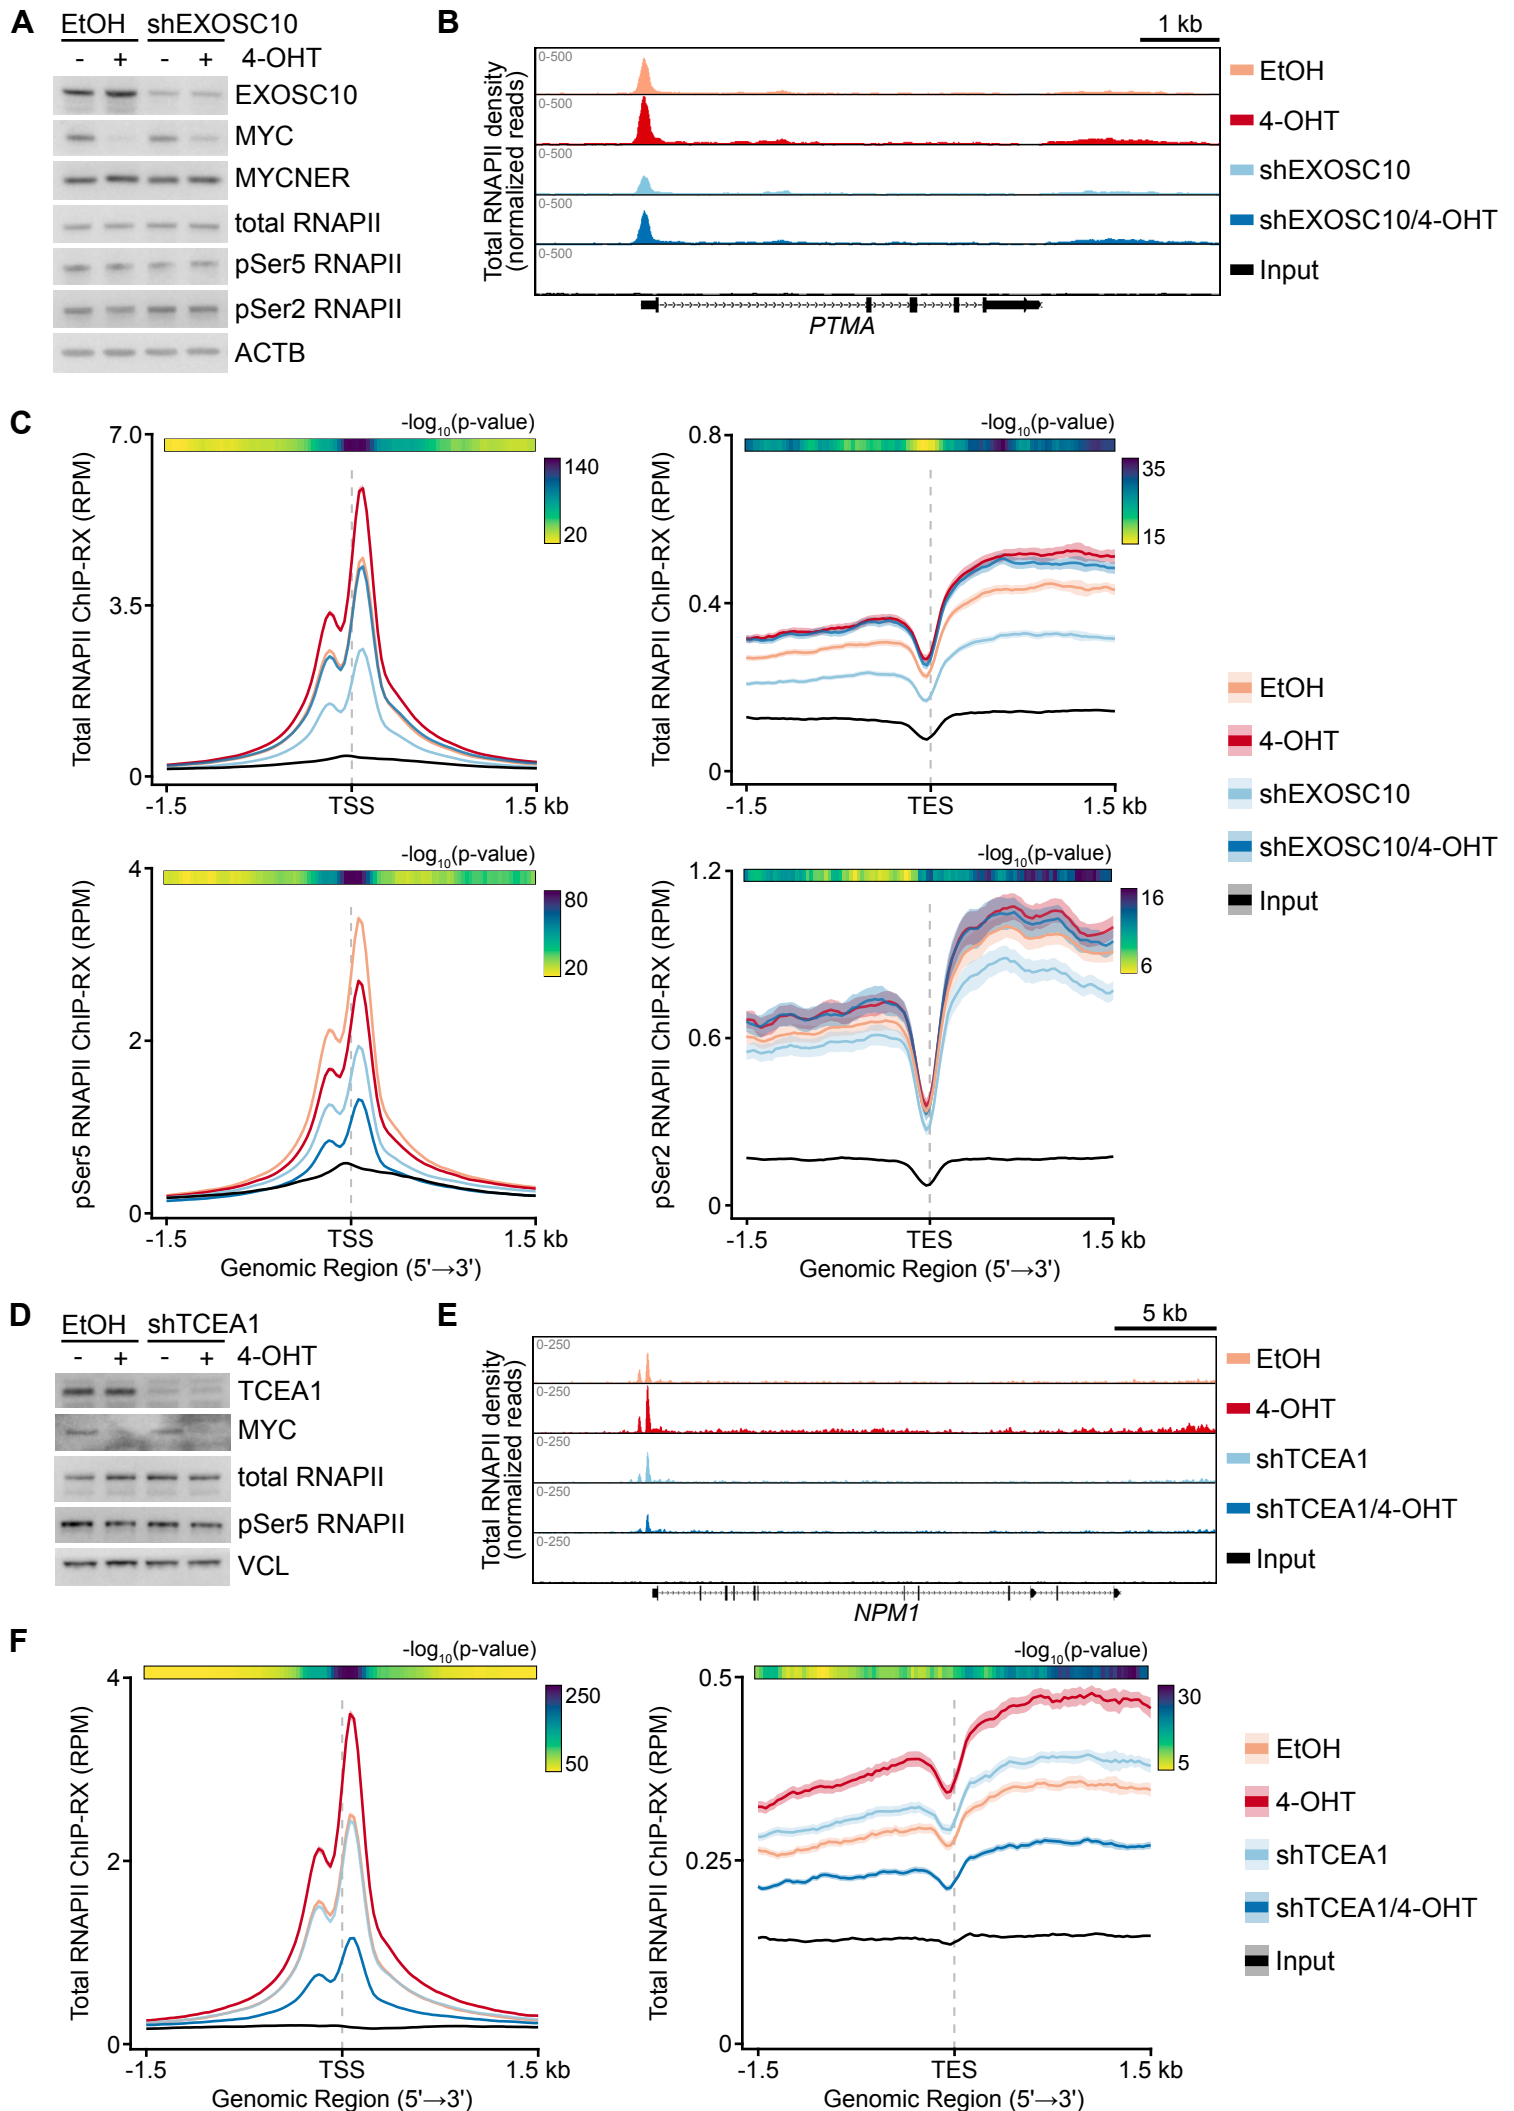 A
EtOH shEXOSC10
- + - + 4-OHT
EXOSC10
MYC
MYCNER
total RNAPII
pSer5 RNAPII
pSer2 RNAPII
ACTB
B
1 kb
Total RNAPII density
(normalized reads)
0-500
0-500
0-500
0-500
0-500
PTMA
EtOH
4-OHT
shEXOSC10
shEXOSC10/4-OHT
Input
C
-log10(p-value)
7.0
3.5
0
140
20
Total RNAPII ChIP-RX (RPM)
-1.5 TSS 1.5 kb
-log10(p-value)
0.8
0.4
0
35
15
Total RNAPII ChIP-RX (RPM)
-1.5 TES 1.5 kb
EtOH
4-OHT
shEXOSC10
shEXOSC10/4-OHT
Input
-log10(p-value)
4
2
0
80
20
pSer5 RNAPII ChIP-RX (RPM)
-1.5 TSS 1.5 kb
Genomic Region (5'→3')
-log10(p-value)
1.2
0.6
0
16
6
pSer2 RNAPII ChIP-RX (RPM)
-1.5 TES 1.5 kb
Genomic Region (5'→3')
D
EtOH shTCEA1
- + - + 4-OHT
TCEA1
MYC
total RNAPII
pSer5 RNAPII
VCL
E
5 kb
Total RNAPII density
(normalized reads)
0-250
0-250
0-250
0-250
0-250
NPM1
EtOH
4-OHT
shTCEA1
shTCEA1/4-OHT
Input
F
-log10(p-value)
4
2
0
250
50
Total RNAPII ChIP-RX (RPM)
-1.5 TSS 1.5 kb
Genomic Region (5'→3')
-log10(p-value)
0.5
0.25
0
30
5
Total RNAPII ChIP-RX (RPM)
-1.5 TES 1.5 kb
Genomic Region (5'→3')
EtOH
4-OHT
shTCEA1
shTCEA1/4-OHT
Input